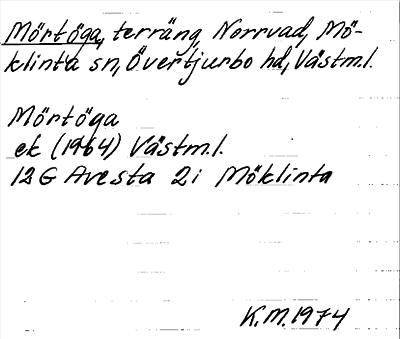 Mörtöga, terräng, Norrvad, Mö-
klinta sn, Övertjurbo hd, Västm.l.
Mörtöga
ek (1964) Västm.l.
12G Avesta 2i Möklinta
K.M. 1974